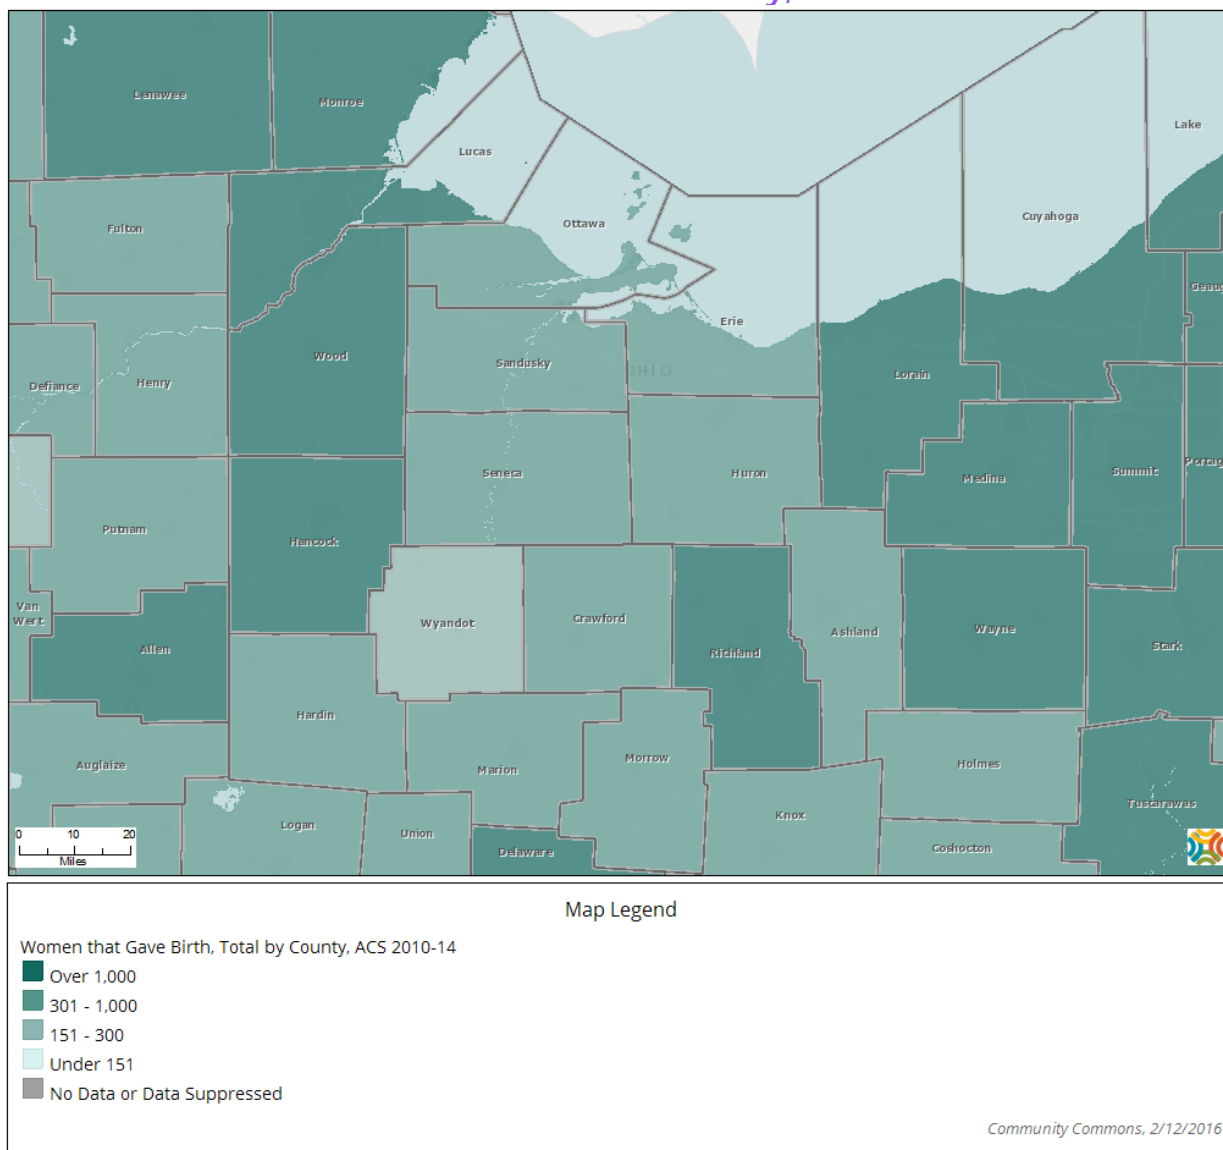 Lenawee
Monroe
Lake
Lucas
Cuyahoga
Ottawa
Fulton
Geaug
Erie
Wood
Sandusky
OHIO
Lorain
Henry
Defiance
Seneca
Huron
Summit
Portag
Medina
Putnam
Hancock
Van
Wert
Wyandot
Crawford
Ashland
Wayne
Allen
Richland
Stark
Hardin
Auglaize
Marion
Morrow
Holmes
Tuscarawas
Logan
Union
Knox
Delaware
Coshocton
0 10 20
Miles
Map Legend
Women that Gave Birth, Total by County, ACS 2010-14
Over 1,000
301 - 1,000
151 - 300
Under 151
No Data or Data Suppressed
Community Commons, 2/12/2016